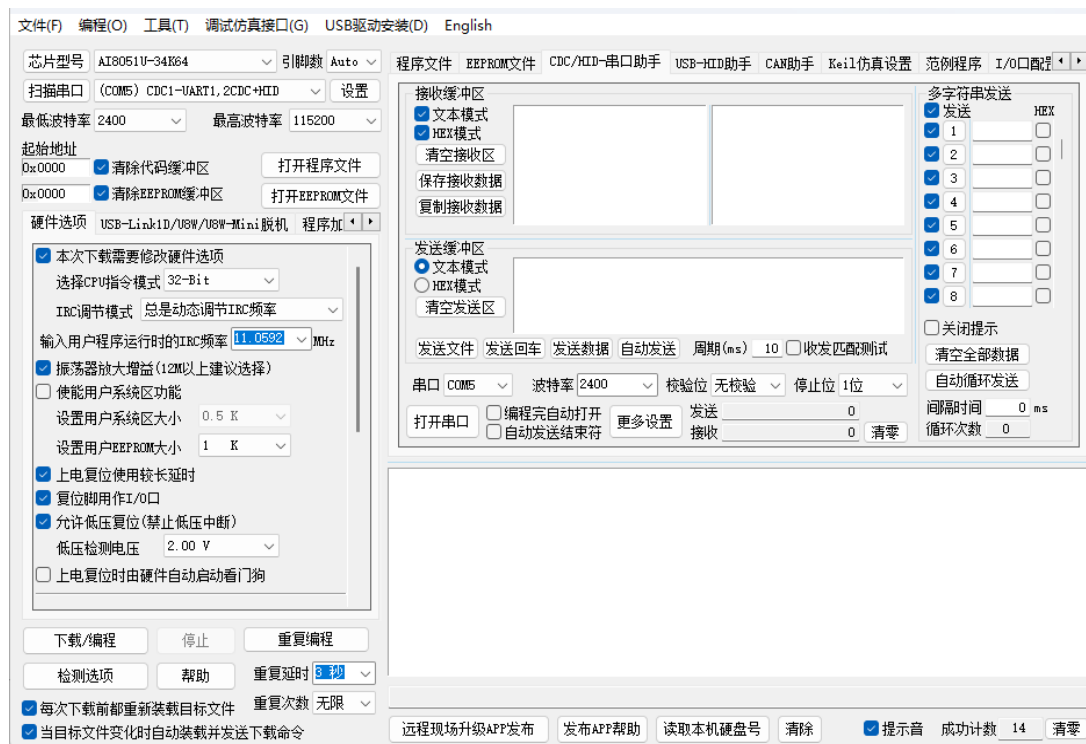 文件(F) 编程(O) 工具(T) 调试仿真接口(G) USB驱动安装(D) English
芯片型号 AI8051U-34K64 引脚数 Auto
扫描串口 (COM5) CDC1-UART1,2CDC+HID 设置
最低波特率 2400 最高波特率 115200
起始地址
0x0000 清除代码缓冲区 打开程序文件
0x0000 清除EEPROM缓冲区 打开EEPROM文件
硬件选项 USB-Link1D/U8W/U8W-Mini脱机 程序加
本次下载需要修改硬件选项
选择CPU指令模式 32-Bit
IRC调节模式 总是动态调节IRC频率
输入用户程序运行时的IRC频率 11.0592 MHz
振荡器放大增益(12M以上建议选择)
使能用户系统区功能
设置用户系统区大小 0.5 K
设置用户EEPROM大小 1 K
上电复位使用较长延时
复位脚用作I/O口
允许低压复位(禁止低压中断)
低压检测电压 2.00 V
上电复位时由硬件自动启动看门狗
下载/编程 停止 重复编程
检测选项 帮助 重复延时 3 秒
每次下载前都重新装载目标文件 重复次数 无限
当目标文件变化时自动装载并发送下载命令
程序文件 EEPROM文件 CDC/HID-串口助手 USB-HID助手 CAN助手 Keil仿真设置 范例程序 I/O口配
接收缓冲区
文本模式
HEX模式
清空接收区
保存接收数据
复制接收数据
发送缓冲区
文本模式
HEX模式
清空发送区
发送文件 发送回车 发送数据 自动发送 周期(ms) 10 收发匹配测试
串口 COM5 波特率 2400 校验位 无校验 停止位 1位
打开串口 编程完自动打开 更多设置 发送 0
自动发送结束符 接收 0 清零
多字符串发送
发送 HEX
1
2
3
4
5
6
7
8
关闭提示
清空全部数据
自动循环发送
间隔时间 0 ms
循环次数 0
远程现场升级APP发布 发布APP帮助 读取本机硬盘号 清除 提示音 成功计数 14 清零